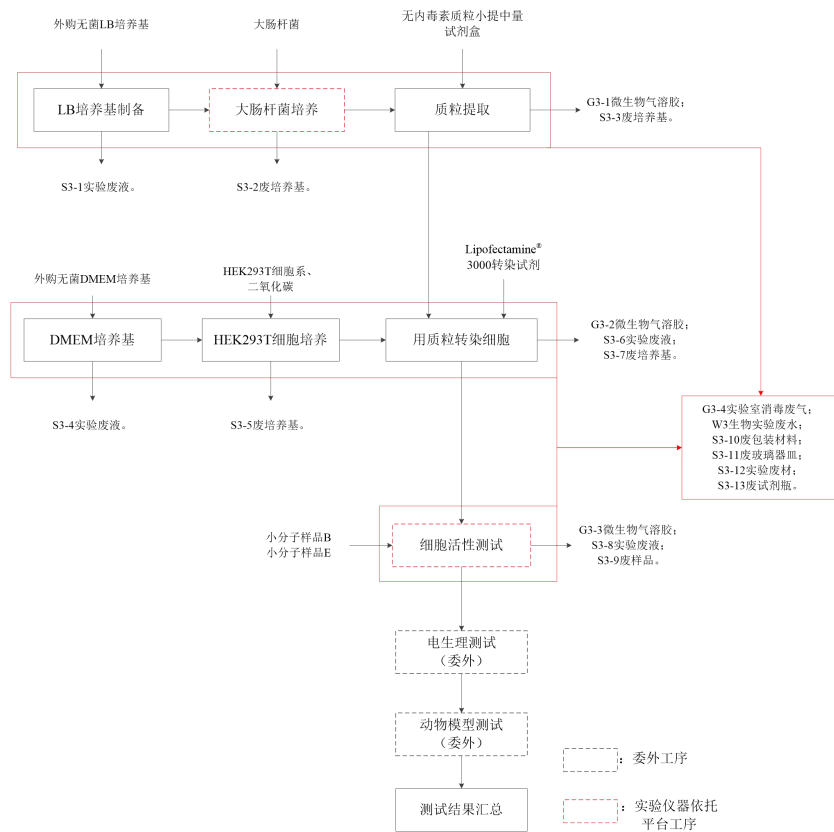 外购无菌LB培养基
大肠杆菌
无内毒素质粒小提中量
试剂盒
LB培养基制备
大肠杆菌培养
质粒提取
G3-1微生物气溶胶；
S3-3废培养基。
S3-1实验废液。
S3-2废培养基。
Lipofectamine®
3000转染试剂
外购无菌DMEM培养基
HEK293T细胞系、
二氧化碳
DMEM培养基
HEK293T细胞培养
用质粒转染细胞
G3-2微生物气溶胶；
S3-6实验废液；
S3-7废培养基。
S3-4实验废液。
S3-5废培养基。
G3-4实验室消毒废气；
W3生物实验废水；
S3-10废包装材料；
S3-11废玻璃器皿；
S3-12实验废材；
S3-13废试剂瓶。
小分子样品B
小分子样品E
细胞活性测试
G3-3微生物气溶胶；
S3-8实验废液；
S3-9废样品。
电生理测试
（委外）
动物模型测试
（委外）
测试结果汇总
：委外工序
：实验仪器依托
平台工序